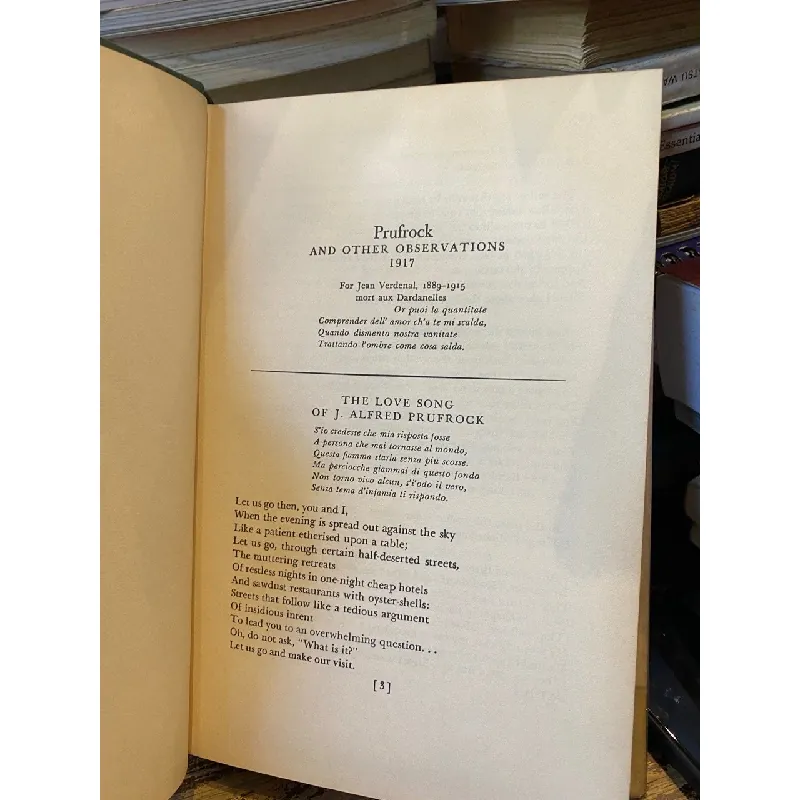 Prufrock
AND OTHER OBSERVATIONS
1917
For Jean Verdenal, 1889–1915
mort aux Dardanelles
Or puoi la quantitate
Comprender dell' amor ch'a te mi scalda,
Quando dismento nostra vanitate
Trattando l'ombre come cosa salda.
THE LOVE SONG
OF J. ALFRED PRUFROCK
S'io credesse che mia risposta fosse
A persona che mai tornasse al mondo,
Questa fiamma staria senza piu scosse.
Ma perciocche giammai di questo fondo
Non torno vivo alcun, s'i'odo il vero,
Senza tema d'infamia ti rispondo.
Let us go then, you and I,
When the evening is spread out against the sky
Like a patient etherised upon a table;
Let us go, through certain half-deserted streets,
The muttering retreats
Of restless nights in one-night cheap hotels
And sawdust restaurants with oyster-shells:
Streets that follow like a tedious argument
Of insidious intent
To lead you to an overwhelming question. . .
Oh, do not ask, "What is it?"
Let us go and make our visit.
[ 3 ]
Essentia